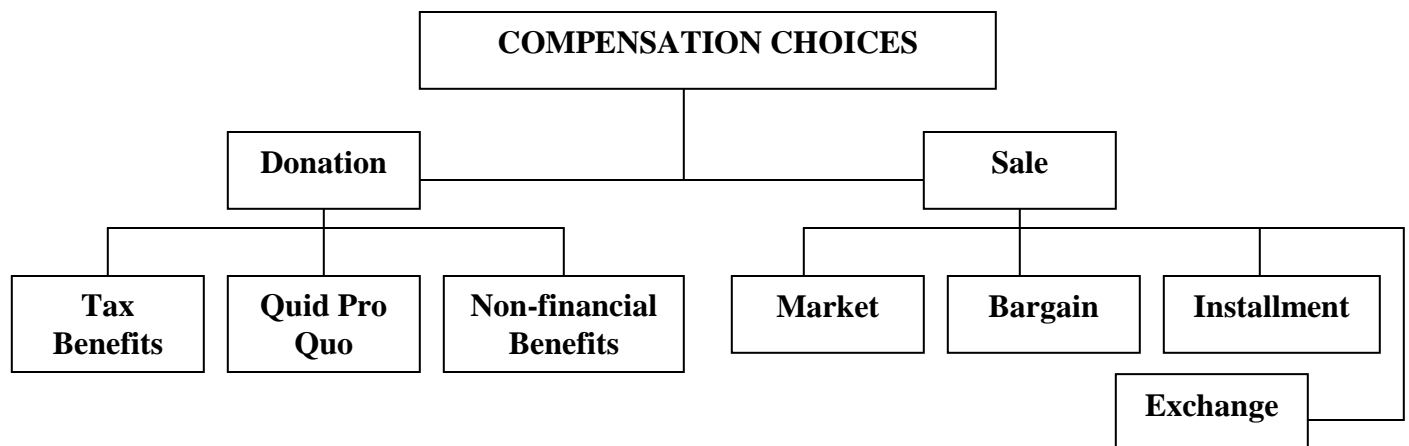 COMPENSATION CHOICES
Donation
Sale
Tax
Benefits
Quid Pro
Quo
Non-financial
Benefits
Market
Bargain
Installment
Exchange